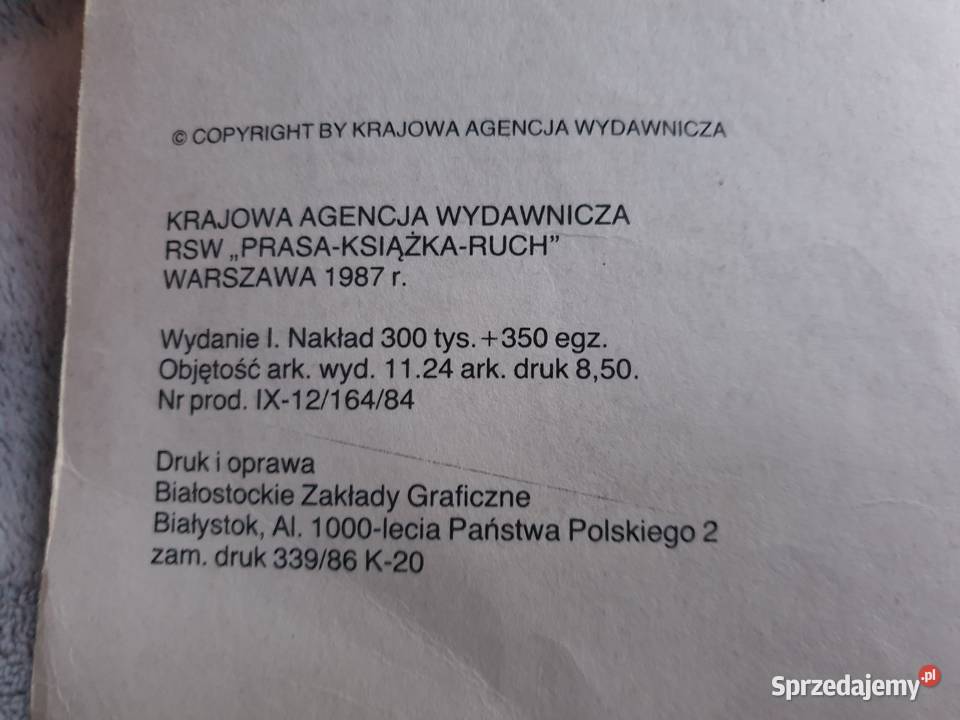 © COPYRIGHT BY KRAJOWA AGENCJA WYDAWNICZA
KRAJOWA AGENCJA WYDAWNICZA
RSW „PRASA-KSIĄŻKA-RUCH”
WARSZAWA 1987 r.
Wydanie I. Nakład 300 tys.+350 egz.
Objętość ark. wyd. 11.24 ark. druk 8,50.
Nr prod. IX-12/164/84
Druk i oprawa
Białostockie Zakłady Graficzne
Białystok, Al. 1000-lecia Państwa Polskiego 2
zam. druk 339/86 K-20
Sprzedajemy.pl